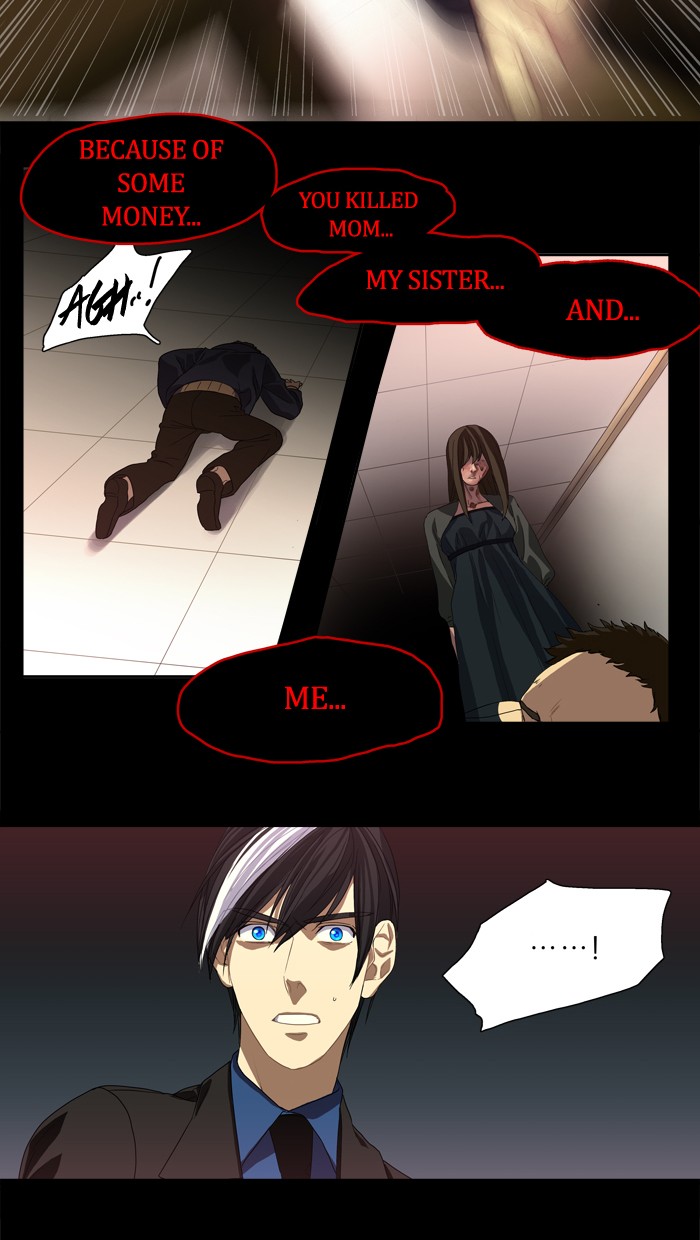 BECAUSE OF
SOME
MONEY...
YOU KILLED
MOM...
MY SISTER...
AND...
AGH..!
ME...
......!